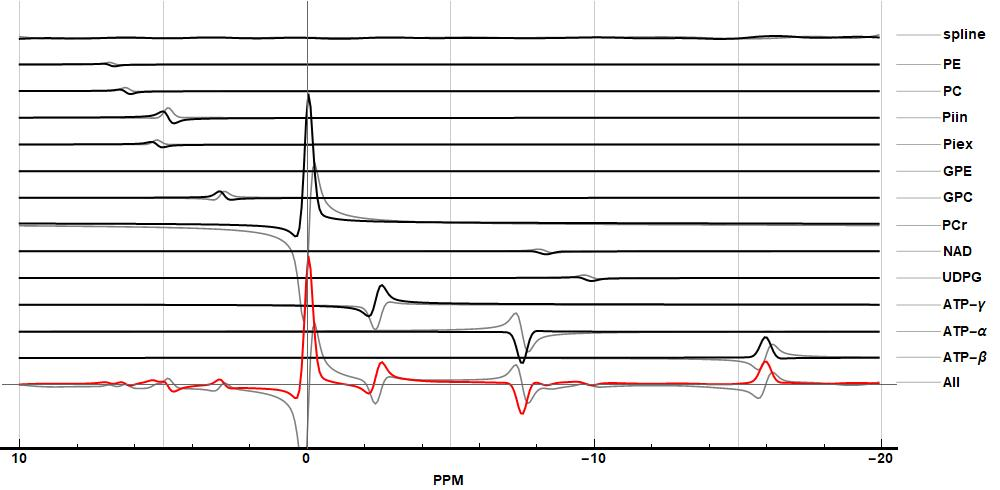 spline
PE
PC
Piin
Piex
GPE
GPC
PCr
NAD
UDPG
ATP−γ
ATP−α
ATP−β
All
10 0 −10 −20
PPM